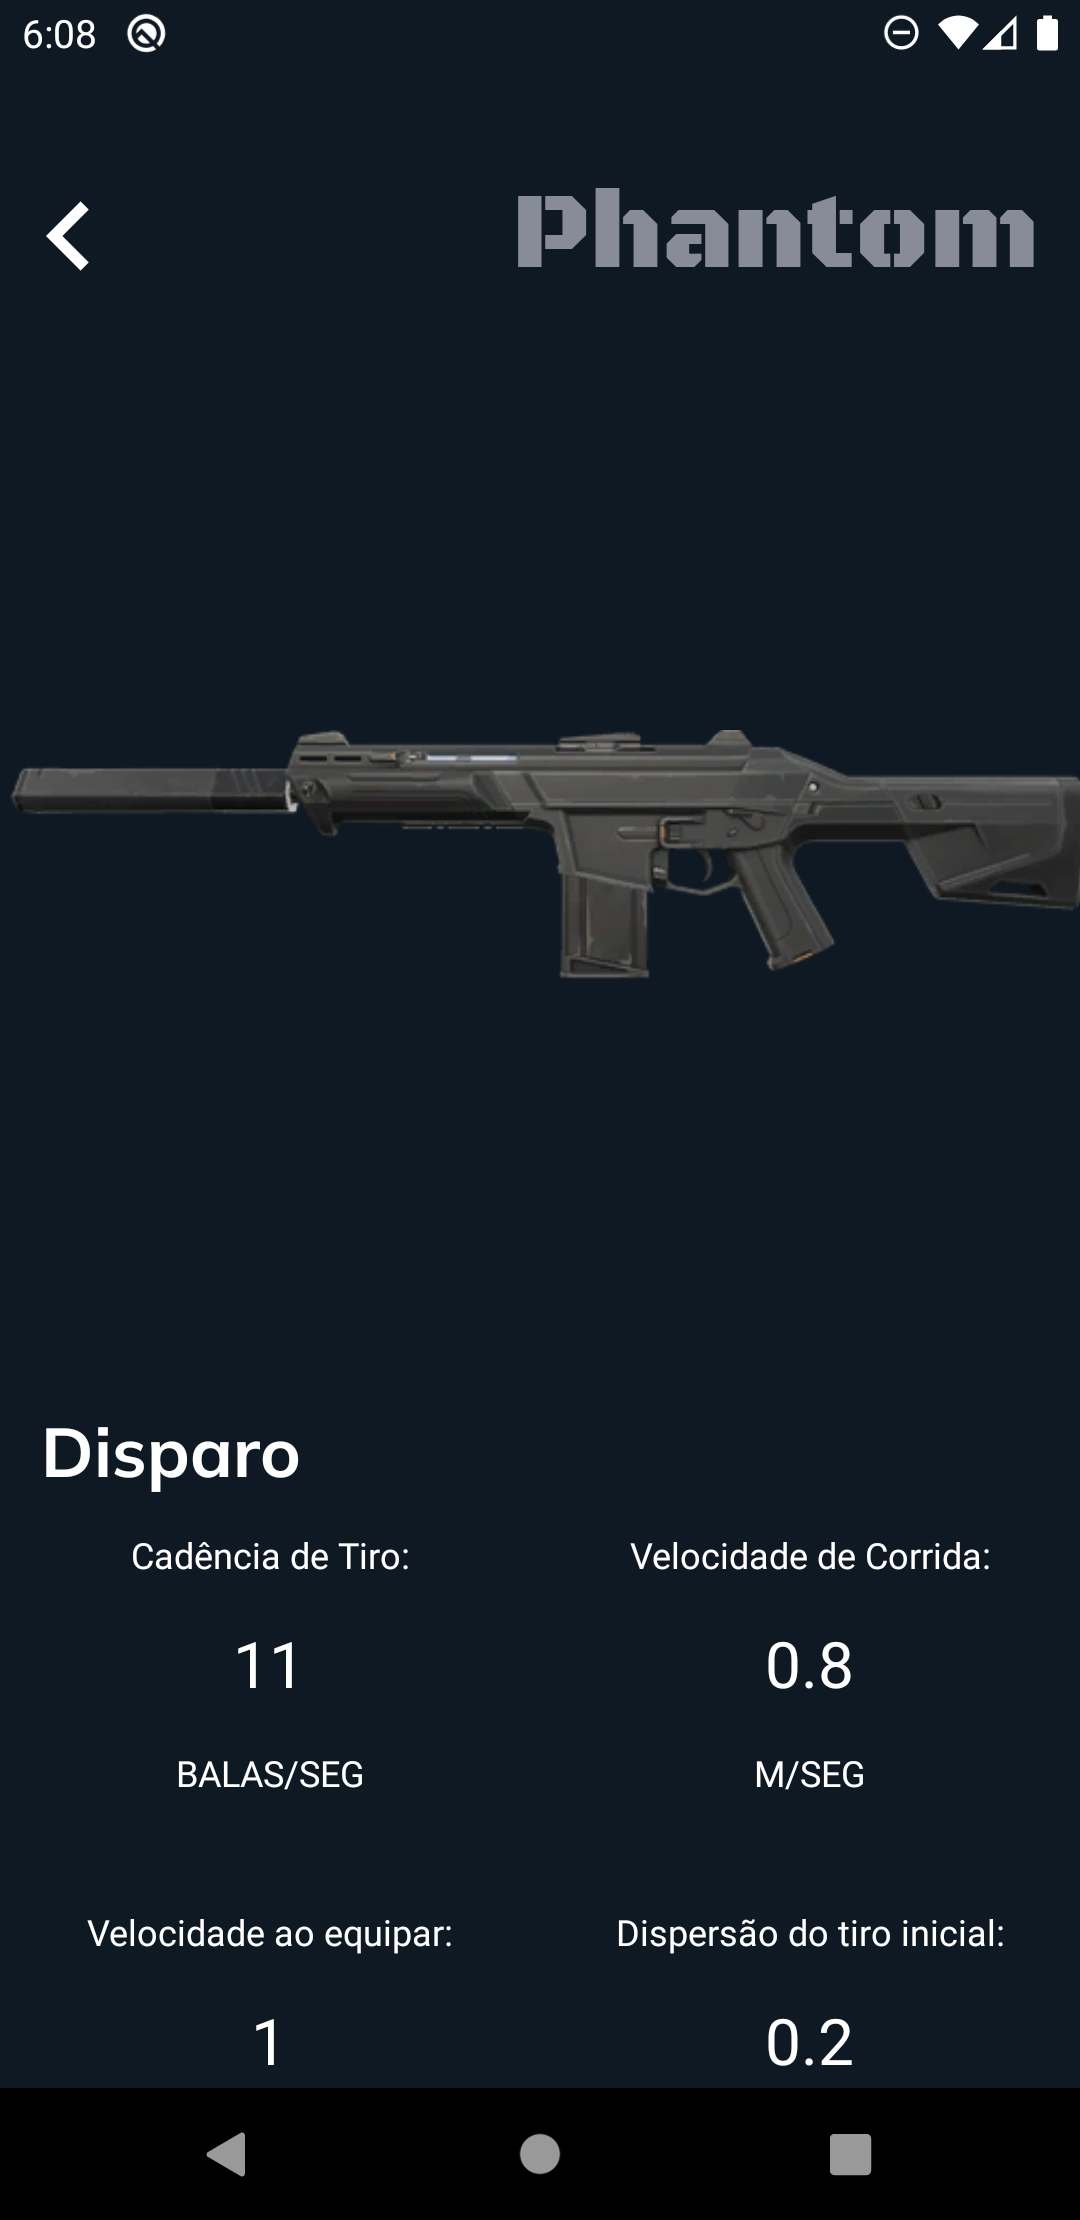 6:08
Phantom
Disparo
Cadência de Tiro:
Velocidade de Corrida:
11
0.8
BALAS/SEG
M/SEG
Velocidade ao equipar:
Dispersão do tiro inicial:
1
0.2